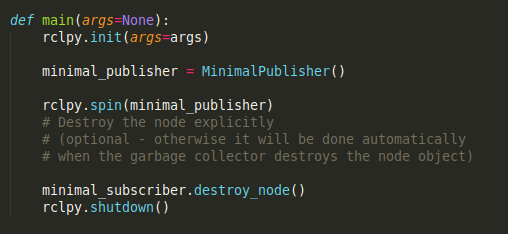 def main(args=None):
    rclpy.init(args=args)

    minimal_publisher = MinimalPublisher()

    rclpy.spin(minimal_publisher)
    # Destroy the node explicitly
    # (optional - otherwise it will be done automatically
    # when the garbage collector destroys the node object)

    minimal_subscriber.destroy_node()
    rclpy.shutdown()